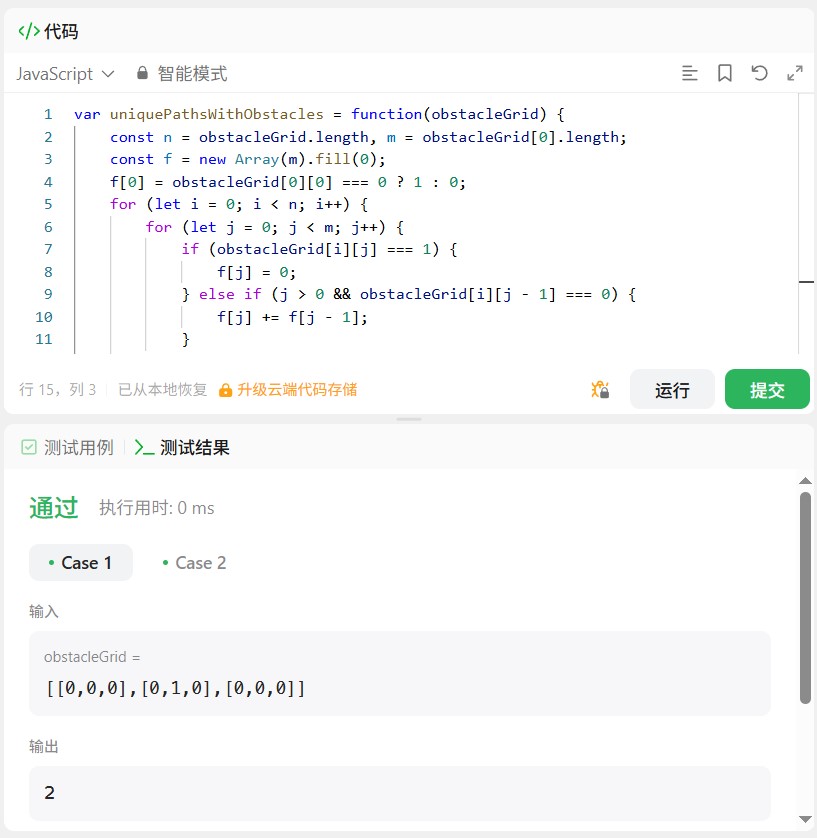 </> 代码
JavaScript 智能模式
1 var uniquePathsWithObstacles = function(obstacleGrid) {
2 const n = obstacleGrid.length, m = obstacleGrid[0].length;
3 const f = new Array(m).fill(0);
4 f[0] = obstacleGrid[0][0] === 0 ? 1 : 0;
5 for (let i = 0; i < n; i++) {
6 for (let j = 0; j < m; j++) {
7 if (obstacleGrid[i][j] === 1) {
8 f[j] = 0;
9 } else if (j > 0 && obstacleGrid[i][j - 1] === 0) {
10 f[j] += f[j - 1];
11 }
行 15，列 3 已从本地恢复 升级云端代码存储 运行 提交
测试用例 测试结果
通过 执行用时: 0 ms
• Case 1 • Case 2
输入
obstacleGrid =
[[0,0,0],[0,1,0],[0,0,0]]
输出
2